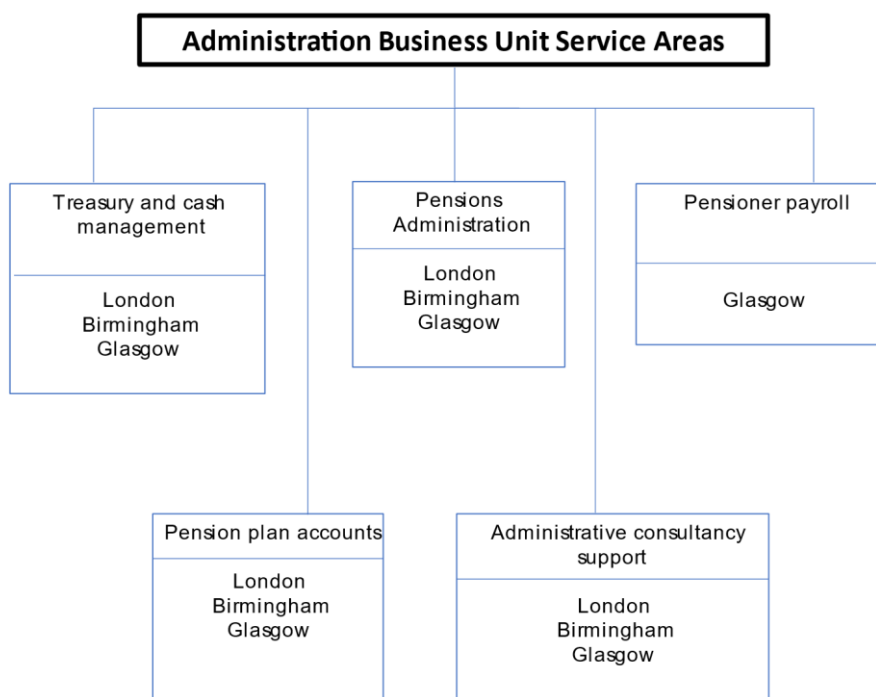 Administration Business Unit Service Areas
Treasury and cash
management
London
Birmingham
Glasgow
Pensions
Administration
London
Birmingham
Glasgow
Pensioner payroll
Glasgow
Pension plan accounts
London
Birmingham
Glasgow
Administrative consultancy
support
London
Birmingham
Glasgow